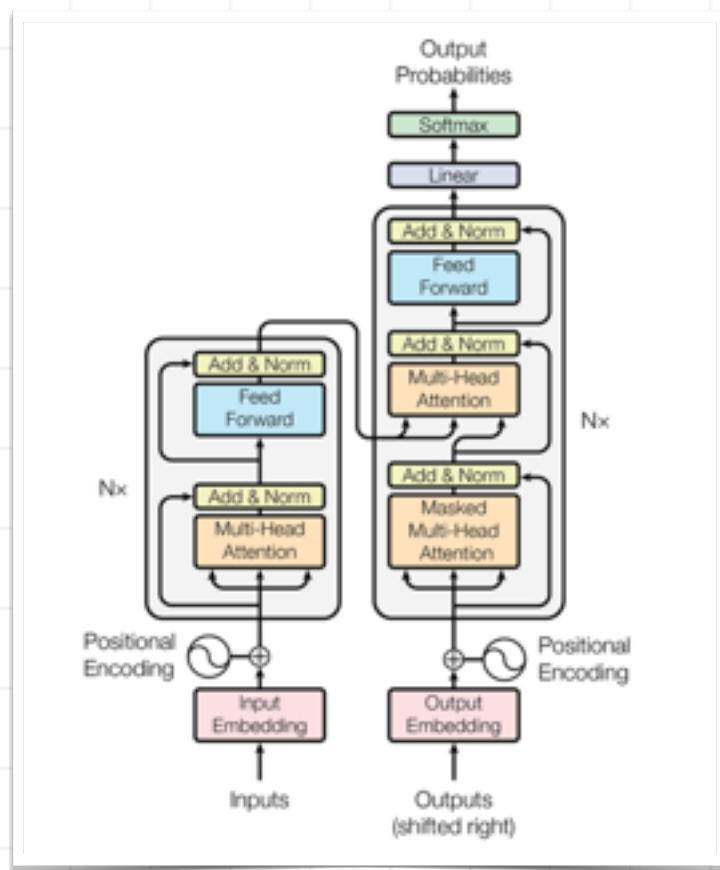 Output
Probabilities
Softmax
Linear
Add & Norm
Feed
Forward
Add & Norm
Multi-Head
Attention
Add & Norm
Masked
Multi-Head
Attention
Nx
Add & Norm
Feed
Forward
Add & Norm
Multi-Head
Attention
Nx
Positional
Encoding
Positional
Encoding
Input
Embedding
Output
Embedding
Inputs
Outputs
(shifted right)